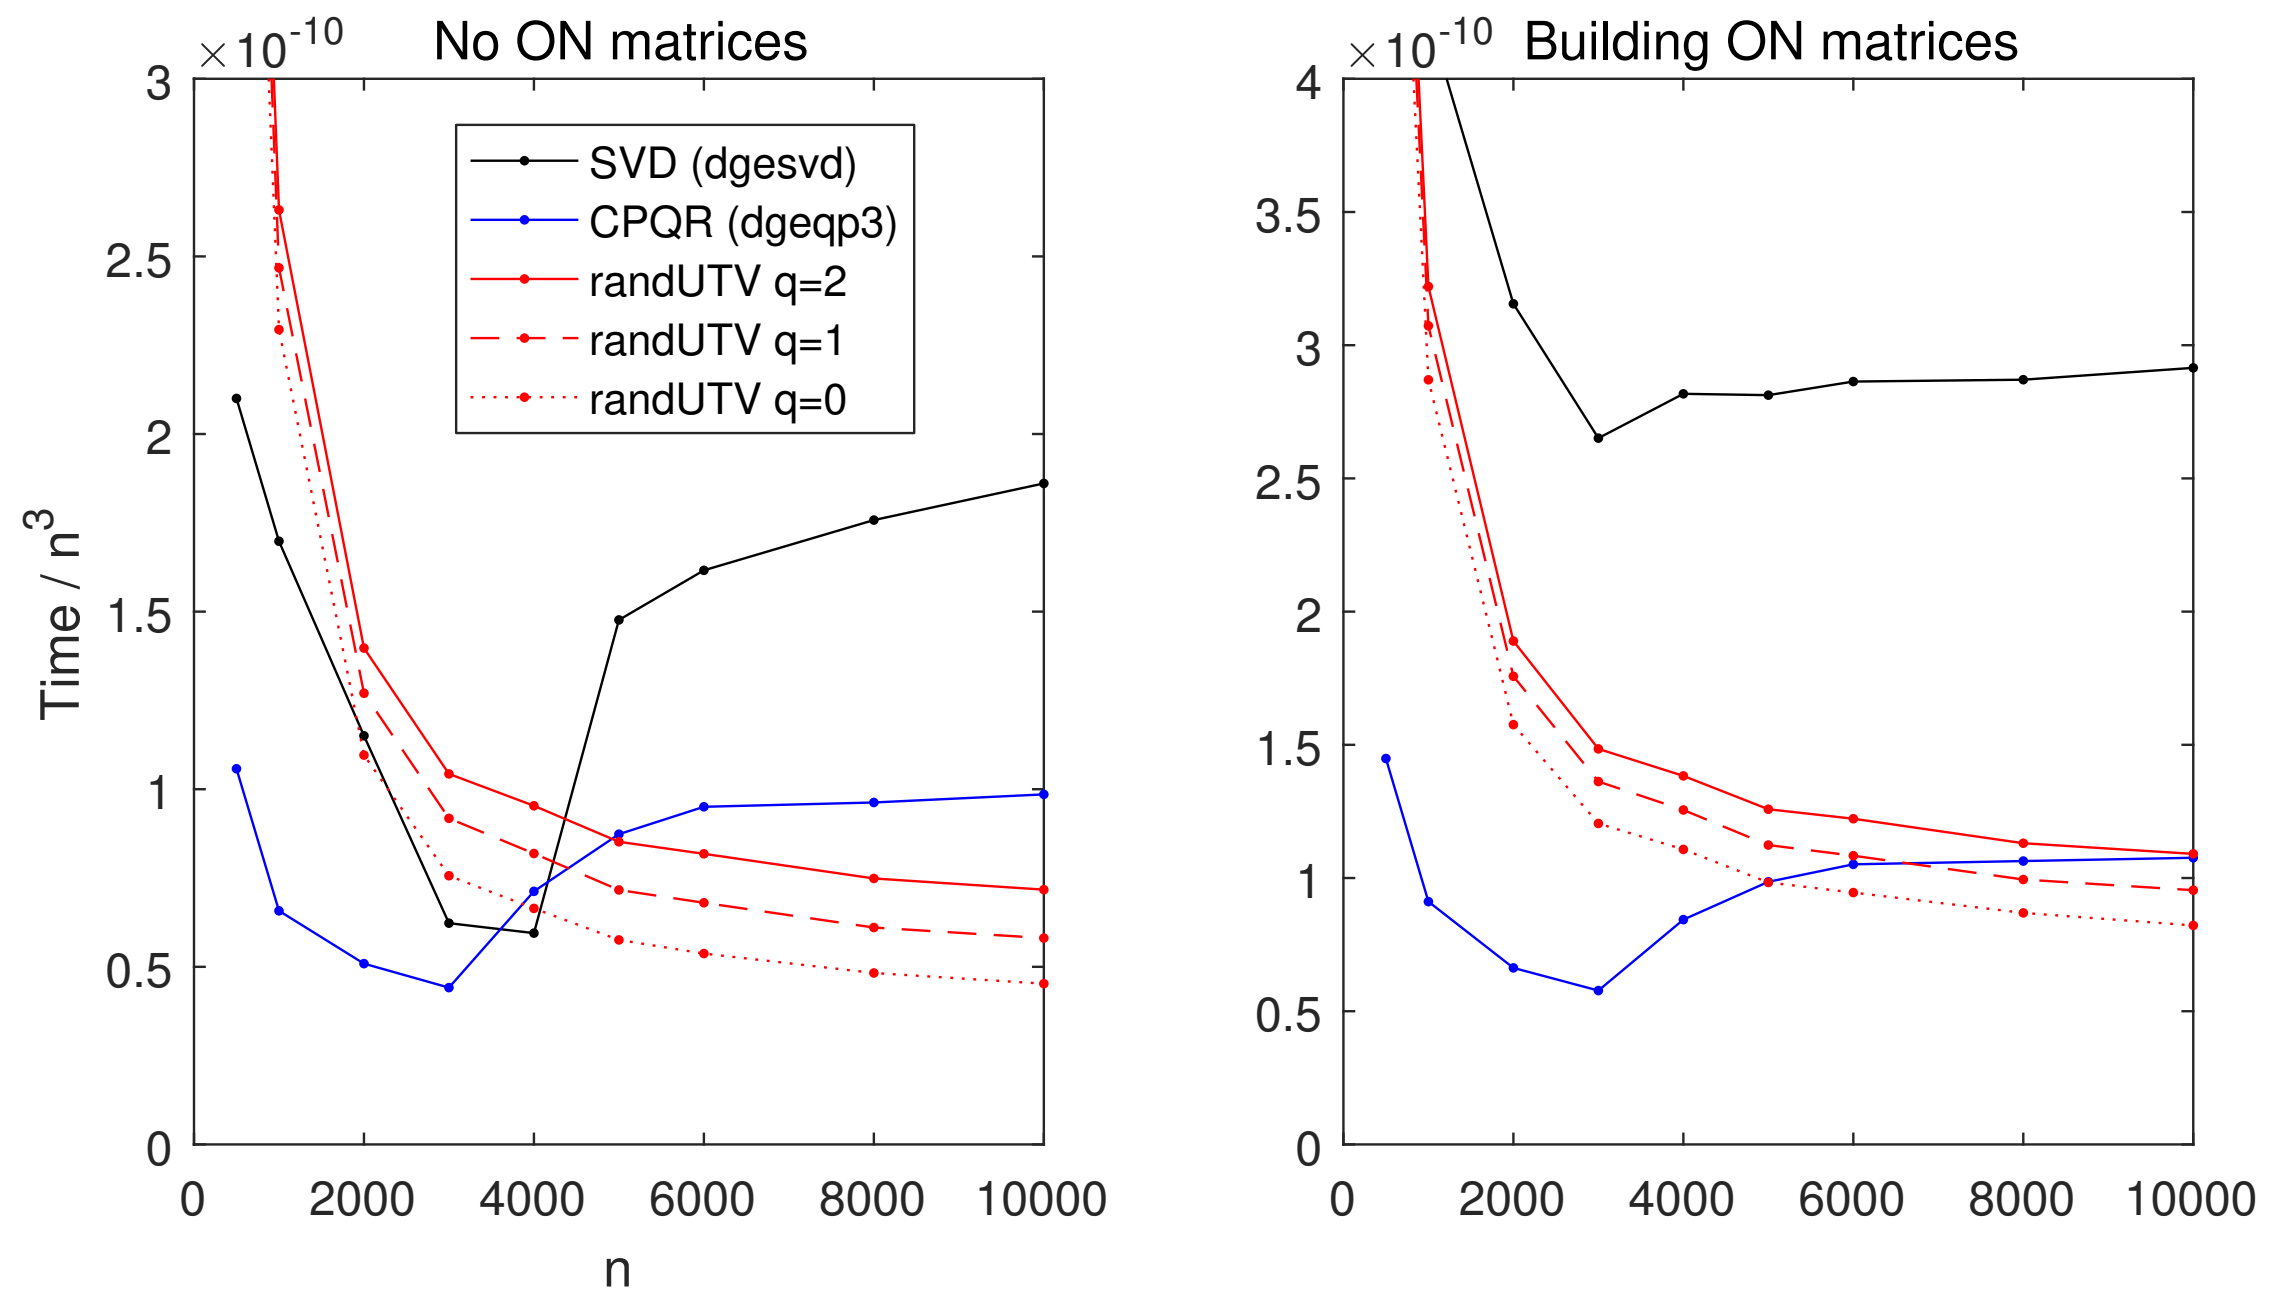 × 10-10
No ON matrices
3
2.5
2
1.5
1
0.5
0
Time / n3
SVD (dgesvd)
CPQR (dgeqp3)
randUTV q=2
randUTV q=1
randUTV q=0
0 2000 4000 6000 8000 10000
n
× 10-10
Building ON matrices
4
3.5
3
2.5
2
1.5
1
0.5
0
0 2000 4000 6000 8000 10000